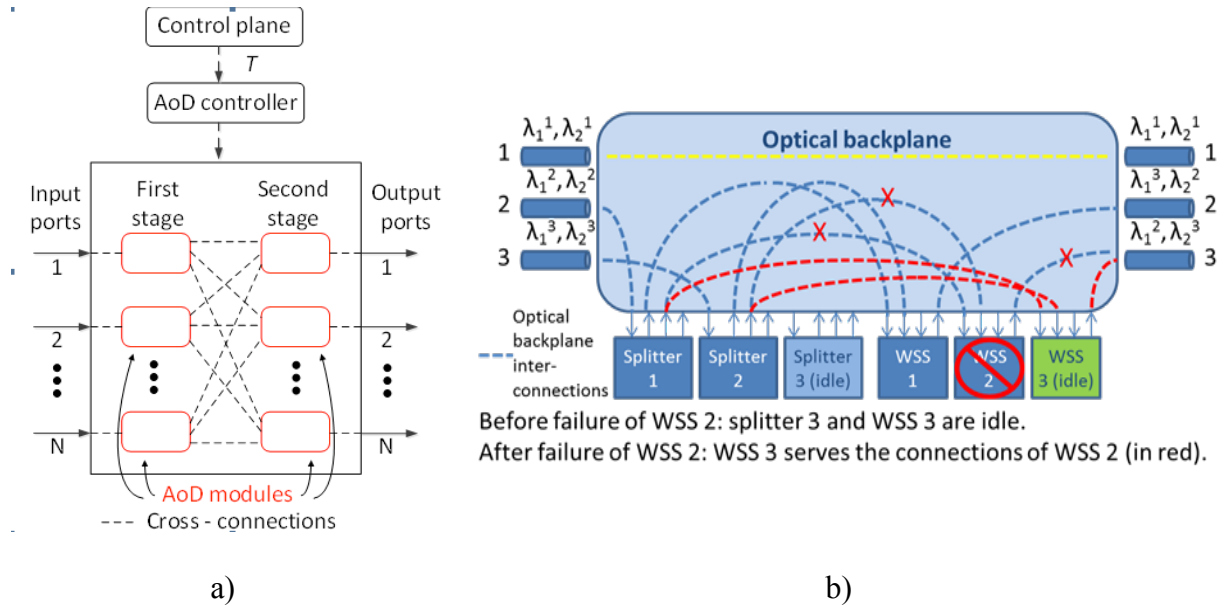 Control plane
T
AoD controller
Input ports
First stage
Second stage
Output ports
1
1
2
2
N
N
AoD modules
Cross - connections
a)
Optical backplane
λ₁¹,λ₂¹
1
λ₁²,λ₂²
2
λ₁³,λ₂³
3
λ₁¹,λ₂¹
1
λ₁³,λ₂²
2
λ₁²,λ₂³
3
X
X
X
Optical
backplane
inter-
connections
Splitter
1
Splitter
2
Splitter
3 (idle)
WSS
1
WSS
2
WSS
3 (idle)
Before failure of WSS 2: splitter 3 and WSS 3 are idle.
After failure of WSS 2: WSS 3 serves the connections of WSS 2 (in red).
b)